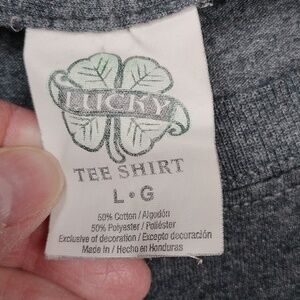 LUCKY
TEE SHIRT
L • G
50% Cotton / Algodón
50% Polyester / Poliéster
Exclusive of decoration / Excepto decoración
Made in / Hecho en Honduras